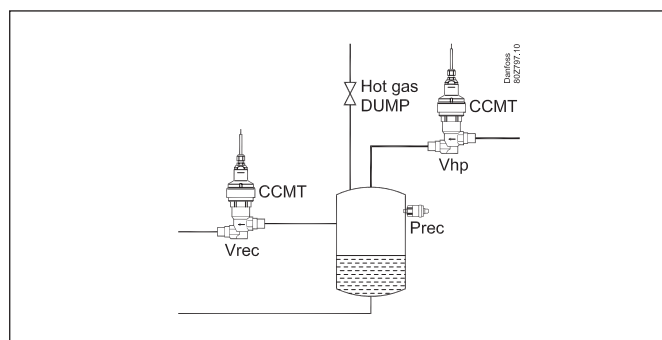 Danfoss
80Z797.10
Hot gas
DUMP
CCMT
Vhp
CCMT
Vrec
Prec